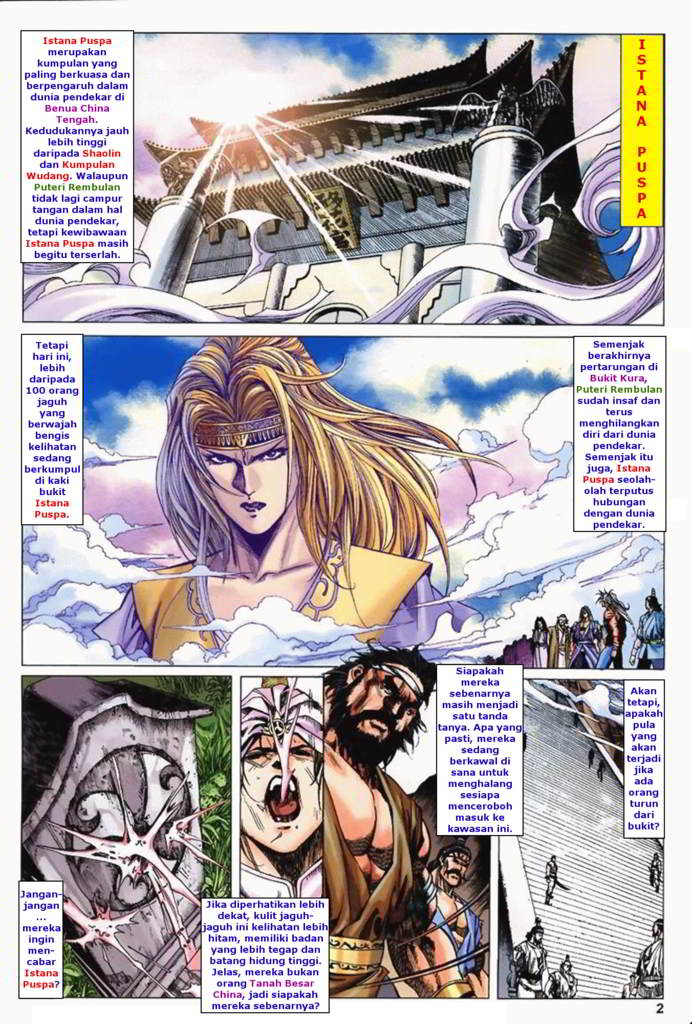 Istana Puspa
merupakan
kumpulan yang
paling berkuasa dan
berpengaruh dalam
dunia pendekar di
Benua China
Tengah.
Kedudukannya jauh
lebih tinggi
daripada Shaolin
dan Kumpulan
Wudang. Walaupun
Puteri Rembulan
tidak lagi campur
tangan dalam hal
dunia pendekar,
tetapi kewibawaan
Istana Puspa masih
begitu terserlah.
ISTANA PUSPA
Tetapi
hari ini,
lebih
daripada
100 orang
jaguh
yang
berwajah
bengis
kelihatan
sedang
berkumpul
di kaki
bukit
Istana
Puspa.
Semenjak
berakhirnya
pertarungan di
Bukit Kura,
Puteri Rembulan
sudah insaf dan
terus
menghilangkan
diri dari dunia
pendekar.
Semenjak itu
juga, Istana
Puspa seolah-
olah terputus
hubungan
dengan dunia
pendekar.
Jangan-
jangan
...
mereka
ingin
men-
cabar
Istana
Puspa?
Jika diperhatikan lebih
dekat, kulit jaguh-
jaguh ini kelihatan lebih
hitam, memiliki badan
yang lebih tegap dan
batang hidung tinggi.
Jelas, mereka bukan
orang Tanah Besar
China, jadi siapakah
mereka sebenarnya?
Siapakah
mereka
sebenarnya
masih menjadi
satu tanda
tanya. Apa yang
pasti, mereka
sedang
berkawal di
sana untuk
menghalang
sesiapa
menceroboh
masuk ke
kawasan ini.
Akan
tetapi,
apakah
pula
yang
akan
terjadi
jika
ada
orang
turun
dari
bukit?
2